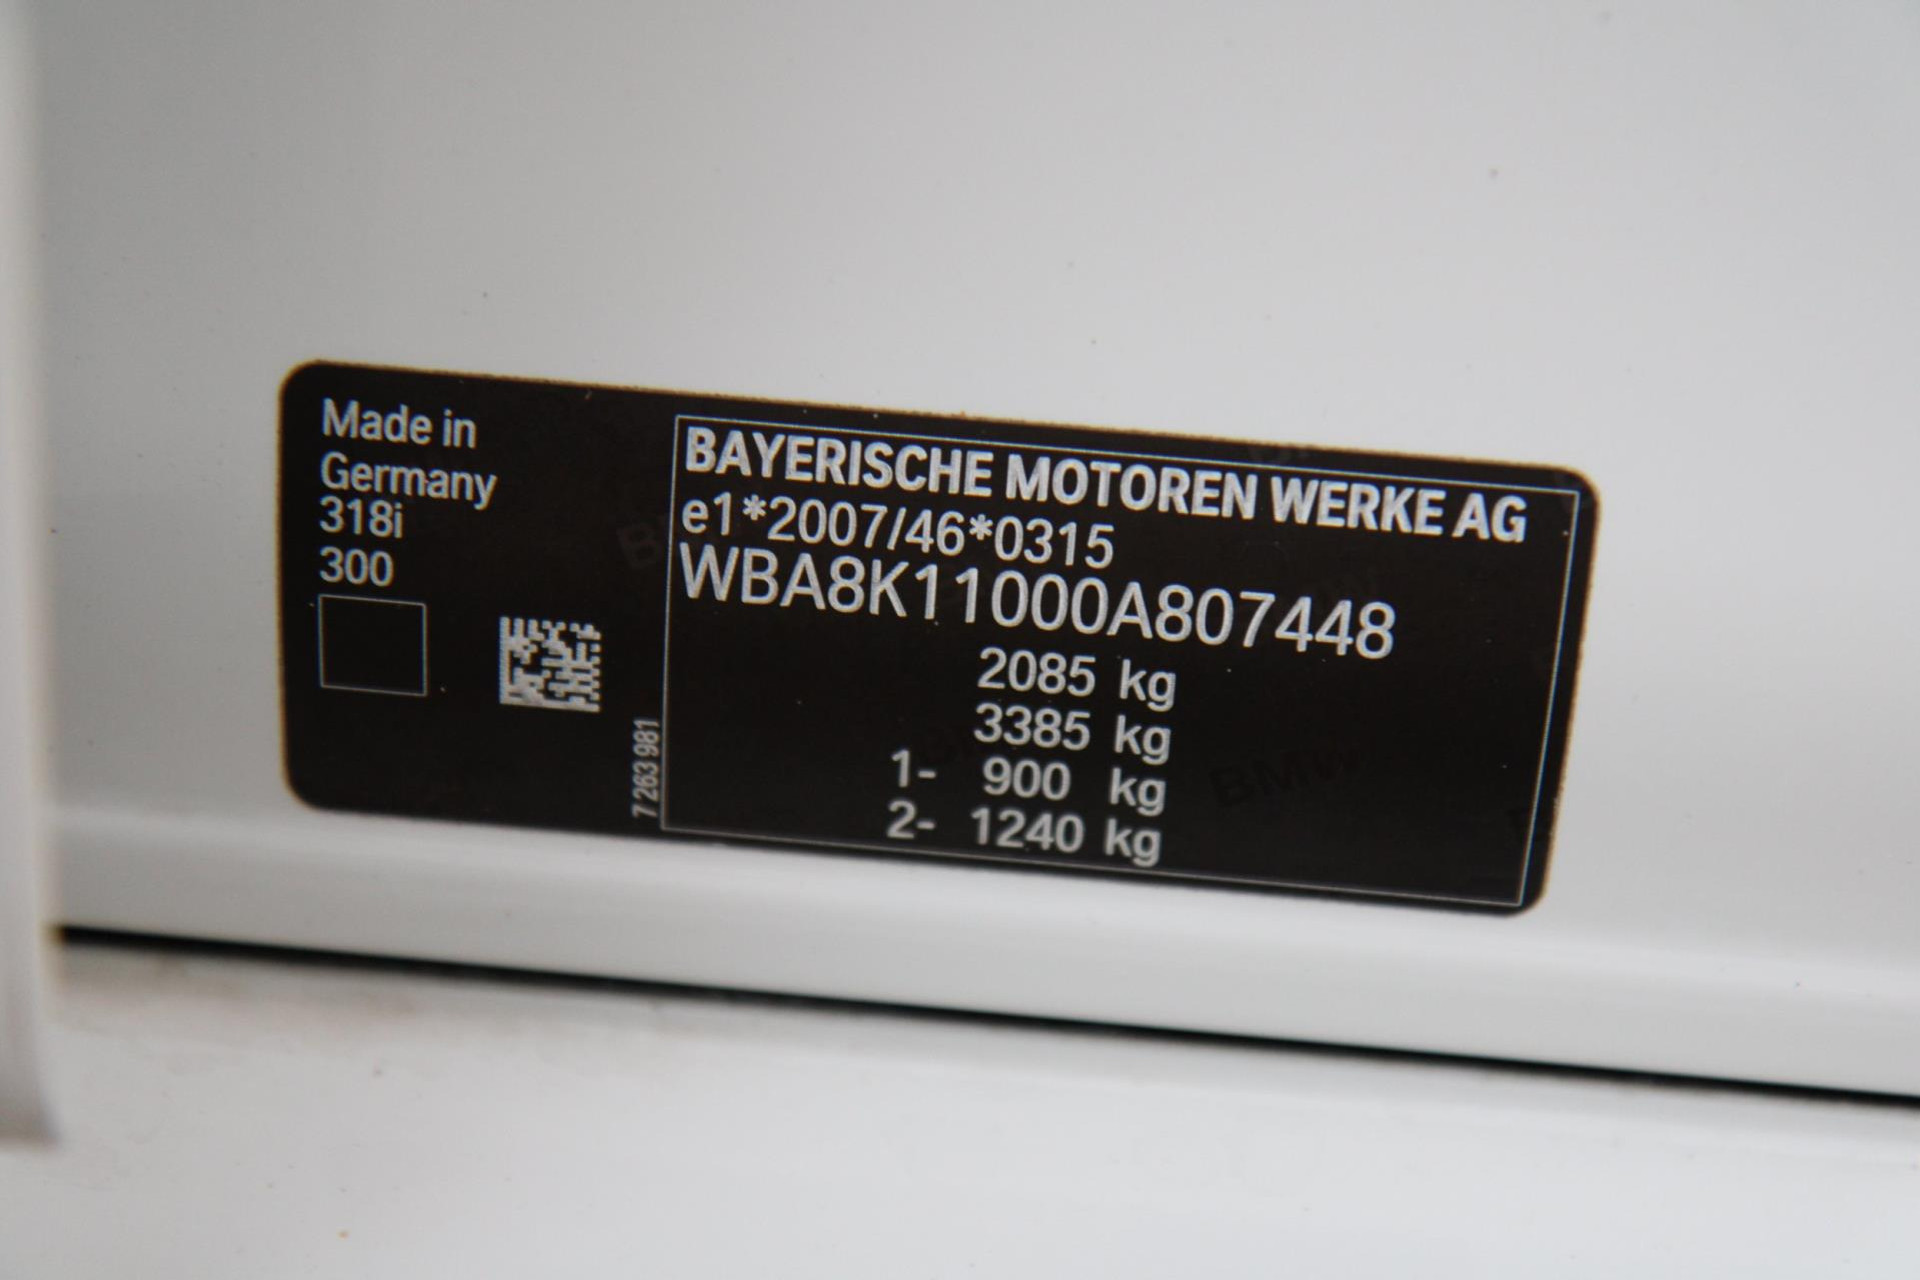 Made in
Germany
318i
300
7 263 981
BAYERISCHE MOTOREN WERKE AG
e1*2007/46*0315
WBA8K11000A807448
2085 kg
3385 kg
1- 900 kg
2- 1240 kg
BMW